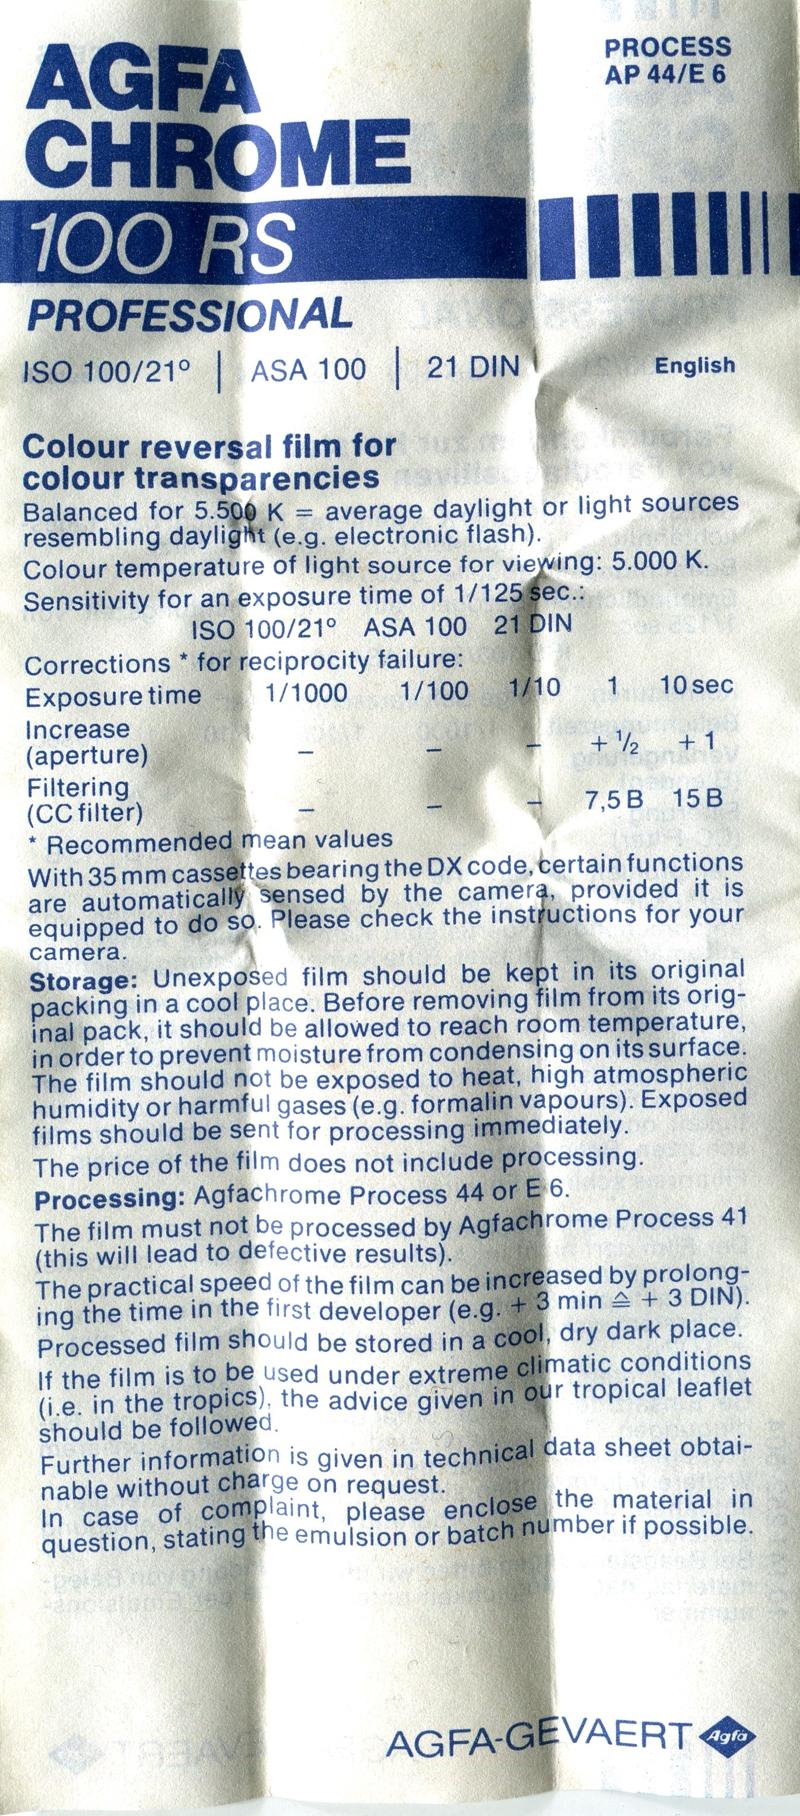 AGFA
CHROME
PROCESS
AP 44/E 6
100 RS
PROFESSIONAL
ISO 100/21° | ASA 100 | 21 DIN English
Colour reversal film for
colour transparencies
Balanced for 5.500 K = average daylight or light sources
resembling daylight (e.g. electronic flash).
Colour temperature of light source for viewing: 5.000 K.
Sensitivity for an exposure time of 1/125 sec.:
ISO 100/21° ASA 100 21 DIN
Corrections * for reciprocity failure:
Exposure time 1/1000 1/100 1/10 1 10 sec
Increase
(aperture) – – – + 1/2 + 1
Filtering
(CC filter) – – – 7,5 B 15 B
* Recommended mean values
With 35 mm cassettes bearing the DX code, certain functions
are automatically sensed by the camera, provided it is
equipped to do so. Please check the instructions for your
camera.
Storage: Unexposed film should be kept in its original
packing in a cool place. Before removing film from its orig-
inal pack, it should be allowed to reach room temperature,
in order to prevent moisture from condensing on its surface.
The film should not be exposed to heat, high atmospheric
humidity or harmful gases (e.g. formalin vapours). Exposed
films should be sent for processing immediately.
The price of the film does not include processing.
Processing: Agfachrome Process 44 or E 6.
The film must not be processed by Agfachrome Process 41
(this will lead to defective results).
The practical speed of the film can be increased by prolong-
ing the time in the first developer (e.g. + 3 min ≙ + 3 DIN).
Processed film should be stored in a cool, dry dark place.
If the film is to be used under extreme climatic conditions
(i.e. in the tropics), the advice given in our tropical leaflet
should be followed.
Further information is given in technical data sheet obtai-
nable without charge on request.
In case of complaint, please enclose the material in
question, stating the emulsion or batch number if possible.
AGFA-GEVAERT Agfa